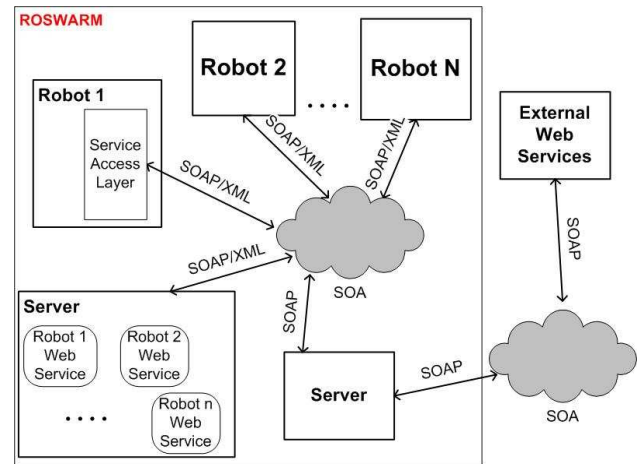 ROSWARM
Robot 1
Service
Access
Layer
Robot 2
. . . .
Robot N
External
Web
Services
SOAP/XML
SOAP/XML
SOAP/XML
SOAP/XML
SOA
SOAP
SOAP
Server
Robot 1
Web
Service
Robot 2
Web
Service
. . . .
Robot n
Web
Service
Server
SOAP
SOA